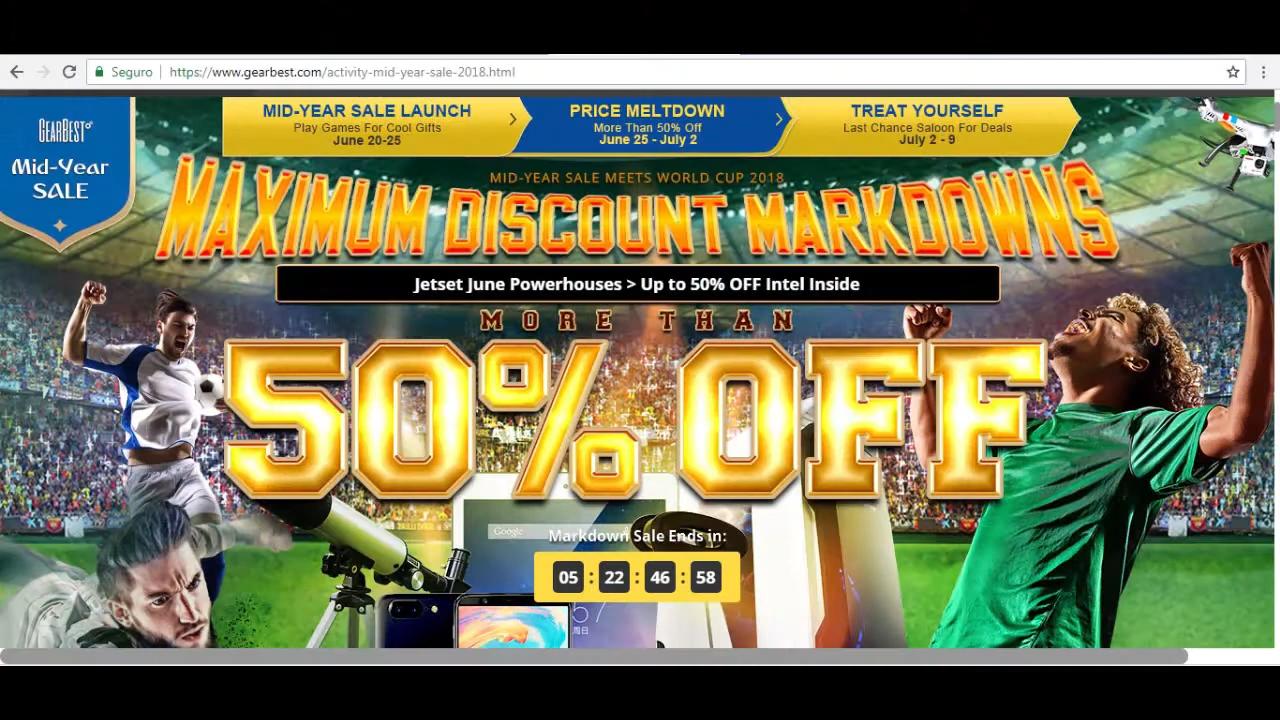 Seguro
https://www.gearbest.com/activity-mid-year-sale-2018.html
GEARBEST
Mid-Year
SALE
MID-YEAR SALE LAUNCH
Play Games For Cool Gifts
June 20-25
PRICE MELTDOWN
More Than 50% Off
June 25 - July 2
TREAT YOURSELF
Last Chance Saloon For Deals
July 2 - 9
MID-YEAR SALE MEETS WORLD CUP 2018
MAXIMUM DISCOUNT MARKDOWNS
Jetset June Powerhouses > Up to 50% OFF Intel Inside
MORE THAN
50% OFF
Google
Markdown Sale Ends in:
05 : 22 : 46 : 58
57
周日